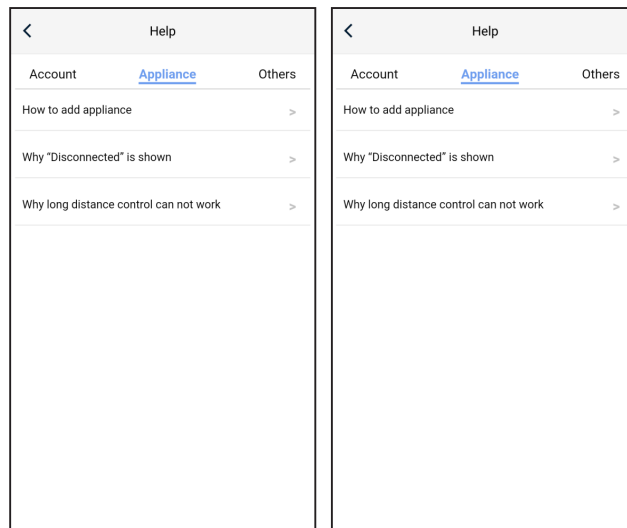 Help
Account Appliance Others
How to add appliance >
Why “Disconnected” is shown >
Why long distance control can not work >
Help
Account Appliance Others
How to add appliance >
Why “Disconnected” is shown >
Why long distance control can not work >